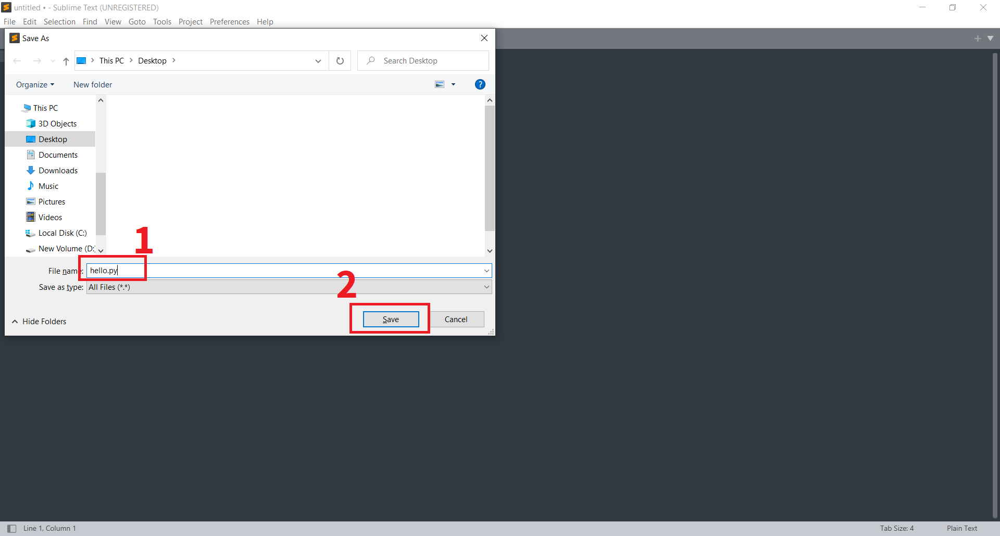 untitled • - Sublime Text (UNREGISTERED)
File Edit Selection Find View Goto Tools Project Preferences Help
Save As
This PC > Desktop >
Search Desktop
Organize
New folder
?
This PC
3D Objects
Desktop
Documents
Downloads
Music
Pictures
Videos
Local Disk (C:)
New Volume (D:)
1
File name: hello.py
2
Save as type: All Files (*.*)
Save
Cancel
Hide Folders
Line 1, Column 1
Tab Size: 4
Plain Text